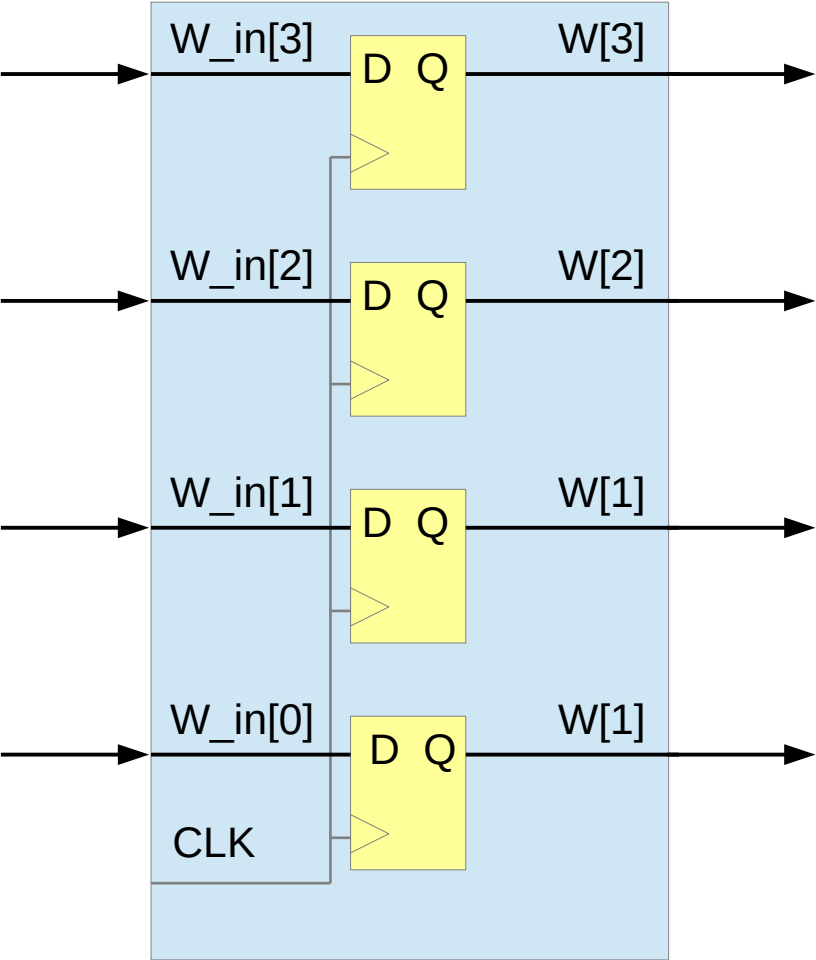 W_in[3] W[3]
D Q
W_in[2] W[2]
D Q
W_in[1] W[1]
D Q
W_in[0] W[1]
D Q
CLK